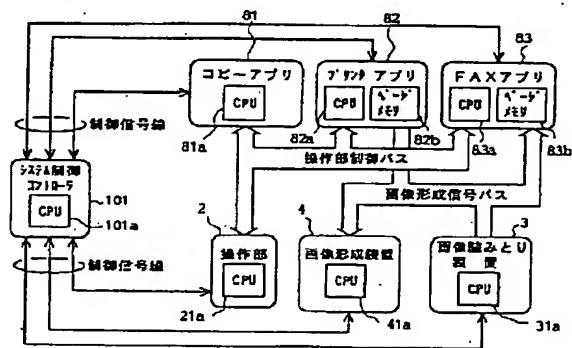 81
82
83
コピーアプリ
CPU
81a
プリンタ アプリ
CPU
ページ
メモリ
82a
82b
FAXアプリ
CPU
ページ
メモリ
83a
83b
制御信号線
操作部制御バス
画像形成信号バス
システム制御
コントローラ
CPU
101
101a
制御信号線
2
操作部
CPU
21a
4
画像形成装置
CPU
41a
3
画像読みとり
装置
CPU
31a